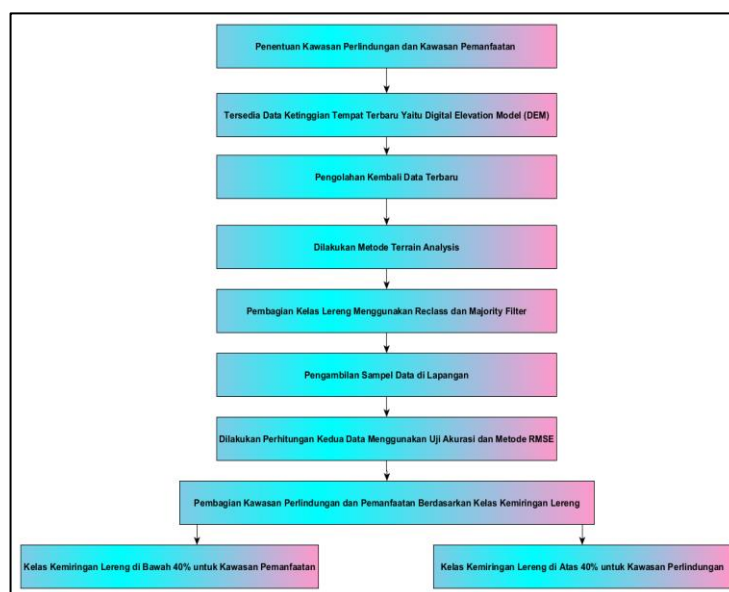 Penentuan Kawasan Perlindungan dan Kawasan Pemanfaatan
Tersedia Data Ketinggian Tempat Terbaru Yaitu Digital Elevation Model (DEM)
Pengolahan Kembali Data Terbaru
Dilakukan Metode Terrain Analysis
Pembagian Kelas Lereng Menggunakan Reclass dan Majority Filter
Pengambilan Sampel Data di Lapangan
Dilakukan Perhitungan Kedua Data Menggunakan Uji Akurasi dan Metode RMSE
Pembagian Kawasan Perlindungan dan Pemanfaatan Berdasarkan Kelas Kemiringan Lereng
Kelas Kemiringan Lereng di Bawah 40% untuk Kawasan Pemanfaatan
Kelas Kemiringan Lereng di Atas 40% untuk Kawasan Perlindungan